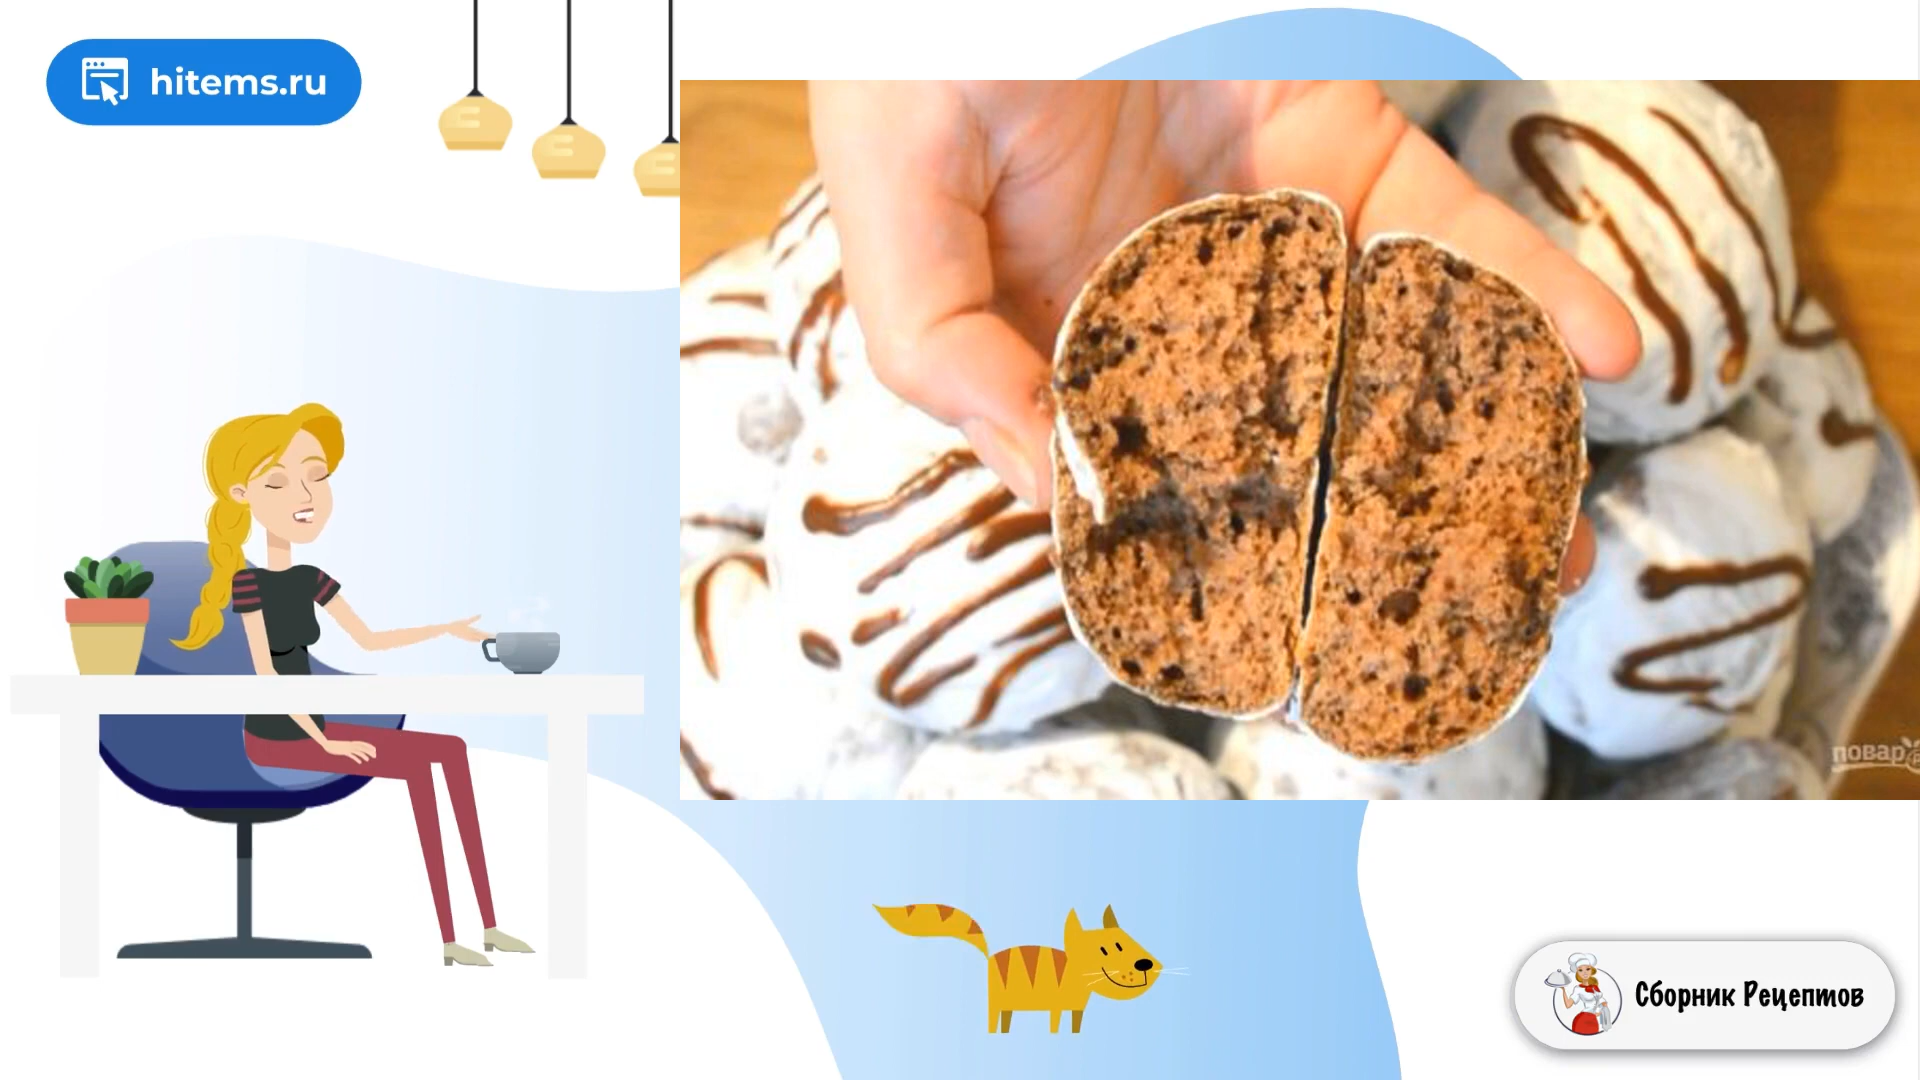 hitems.ru
повар
Сборник Рецептов